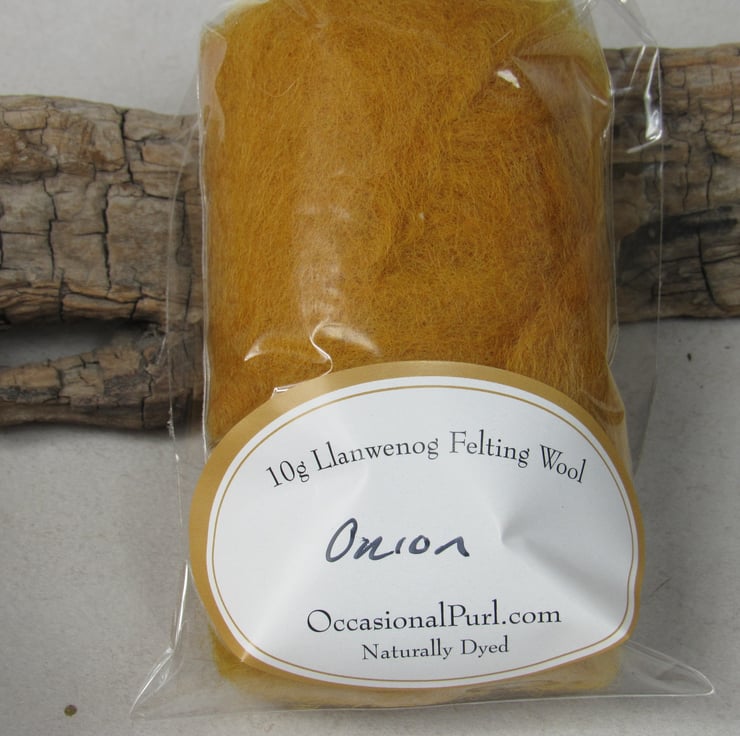 10g Llanwenog Felting Wool
Onion
OccasionalPurl.com
Naturally Dyed